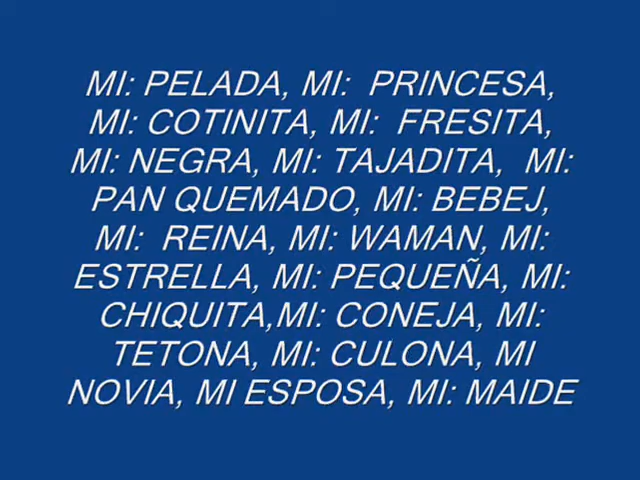 MI: PELADA, MI:  PRINCESA,
MI: COTINITA, MI:  FRESITA,
MI: NEGRA, MI: TAJADITA,  MI:
PAN QUEMADO, MI: BEBEJ,
MI:  REINA, MI: WAMAN, MI:
ESTRELLA, MI: PEQUEÑA, MI:
CHIQUITA,MI: CONEJA, MI:
TETONA, MI: CULONA, MI
NOVIA, MI ESPOSA, MI: MAIDE